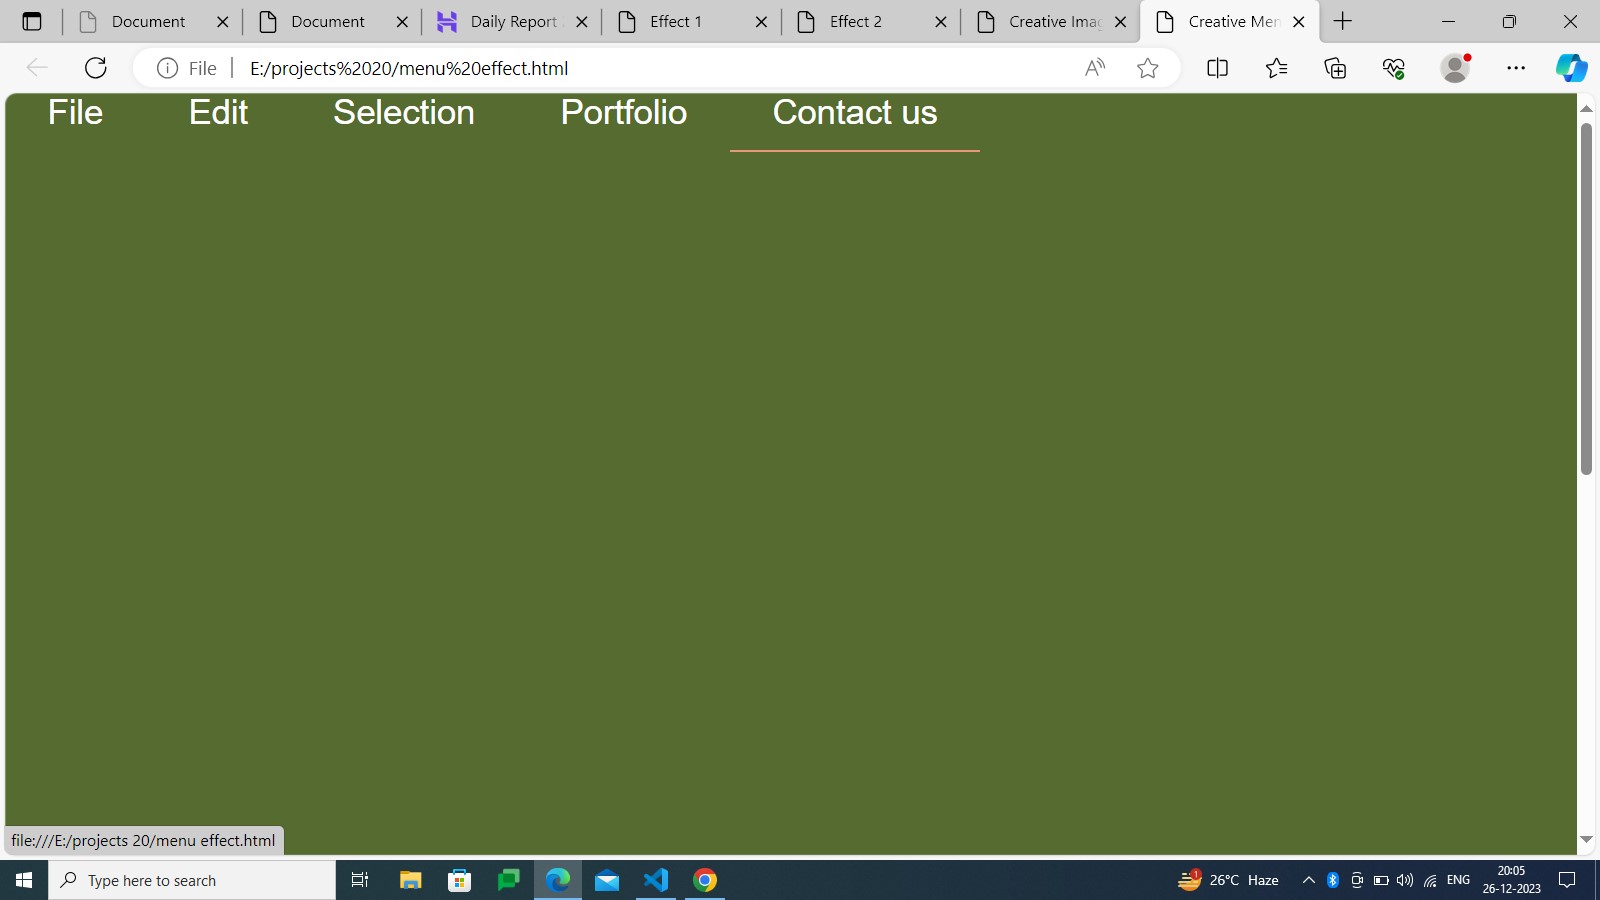 Document
Document
Daily Report
Effect 1
Effect 2
Creative Imag
Creative Men
File
E:/projects%2020/menu%20effect.html
File
Edit
Selection
Portfolio
Contact us
file:///E:/projects 20/menu effect.html
Type here to search
1
26°C Haze
ENG
20:05
26-12-2023